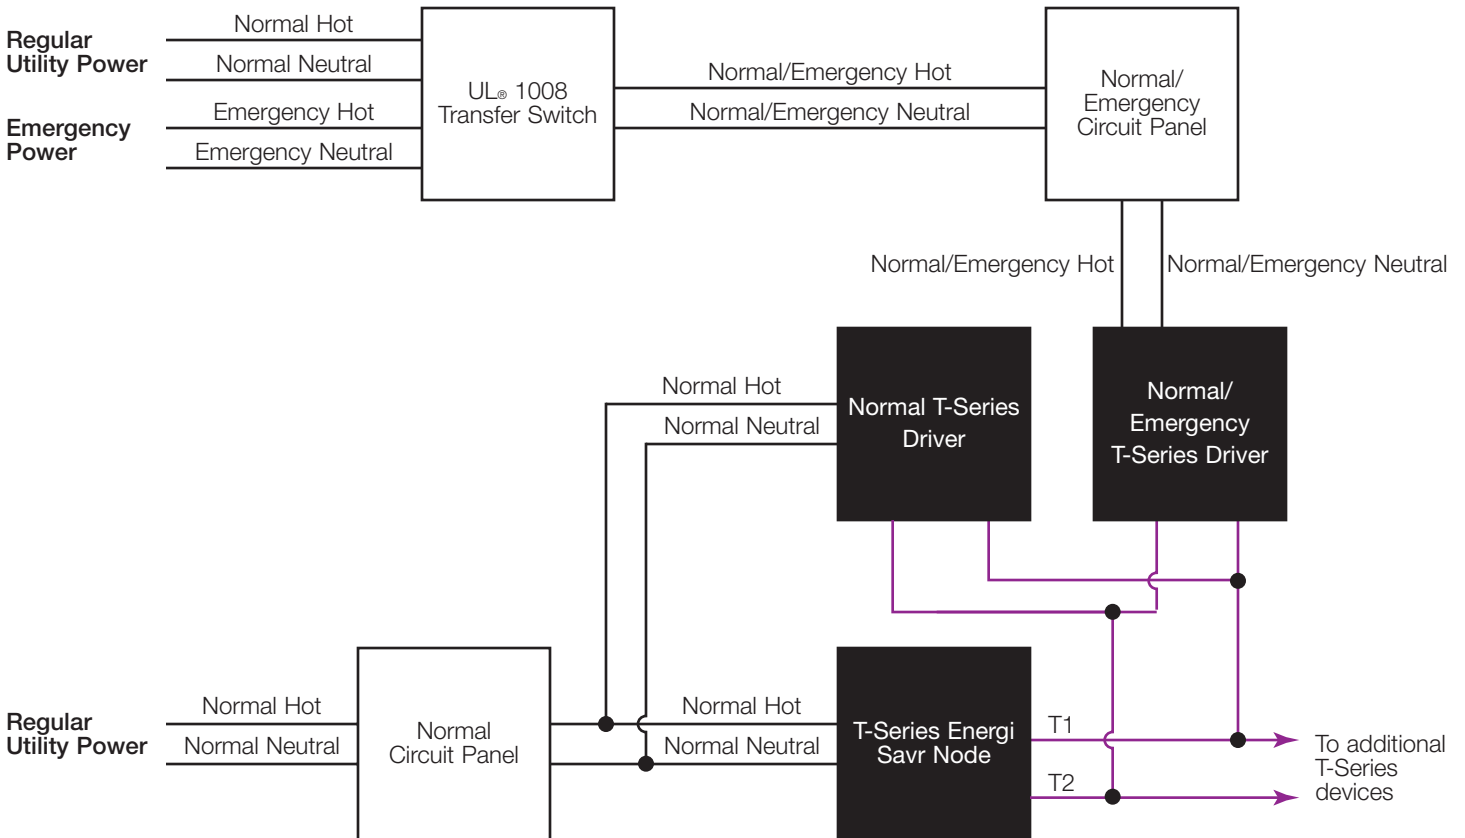 Regular
Utility Power
Normal Hot
Normal Neutral
Emergency
Power
Emergency Hot
Emergency Neutral
UL® 1008
Transfer Switch
Normal/Emergency Hot
Normal/Emergency Neutral
Normal/
Emergency
Circuit Panel
Normal/Emergency Hot
Normal/Emergency Neutral
Normal Hot
Normal Neutral
Normal T-Series
Driver
Normal/
Emergency
T-Series Driver
Regular
Utility Power
Normal Hot
Normal Neutral
Normal
Circuit Panel
Normal Hot
Normal Neutral
T-Series Energi
Savr Node
T1
T2
To additional
T-Series
devices